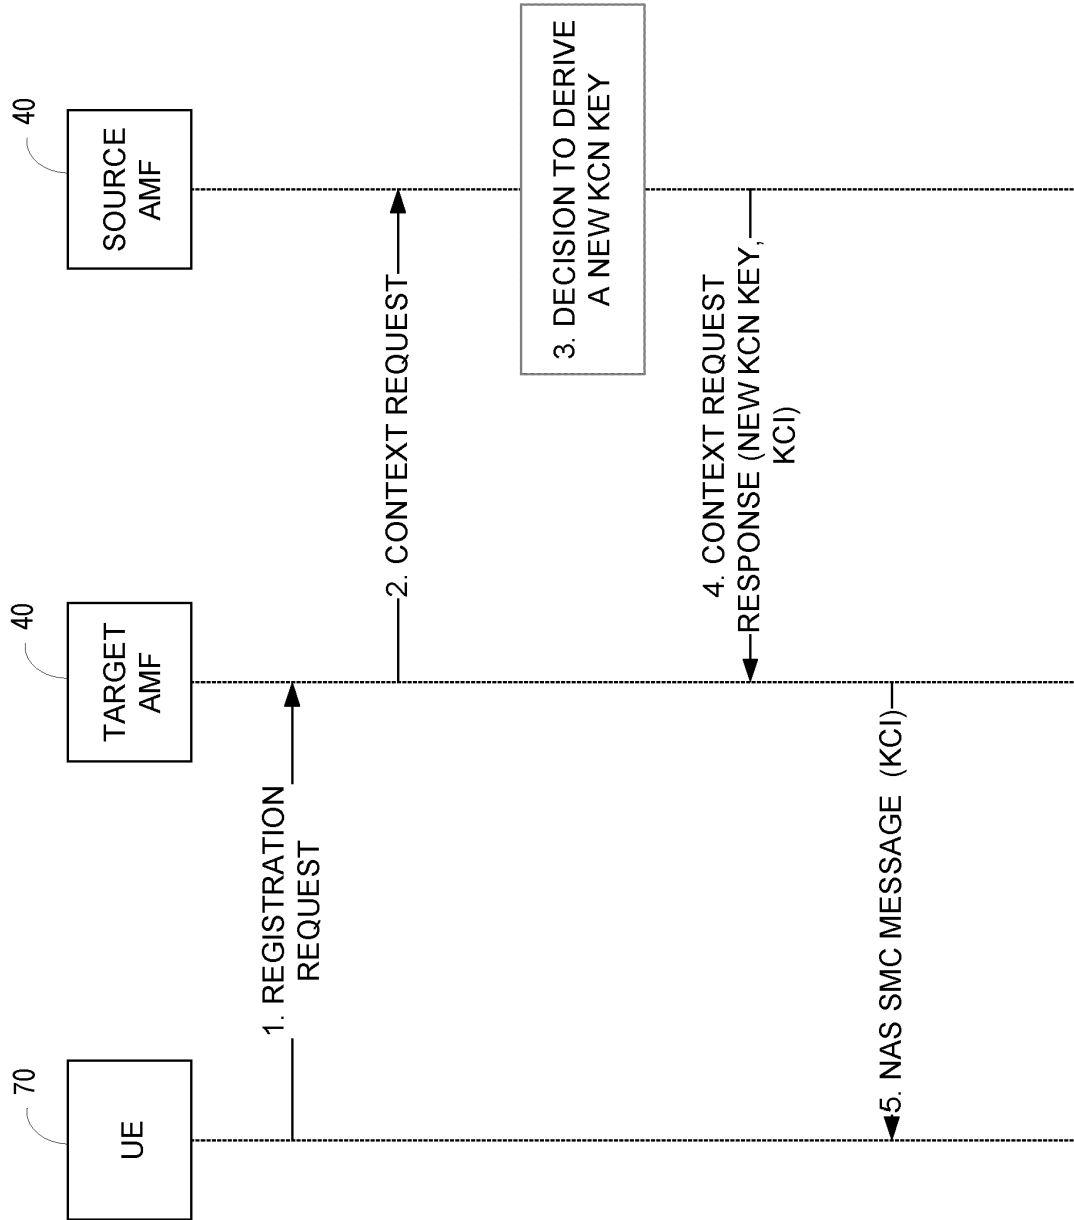 70
UE
40
TARGET
AMF
40
SOURCE
AMF
1. REGISTRATION
REQUEST
2. CONTEXT REQUEST
3. DECISION TO DERIVE
A NEW KCN KEY
4. CONTEXT REQUEST
RESPONSE (NEW KCN KEY,
KCI)
5. NAS SMC MESSAGE (KCI)